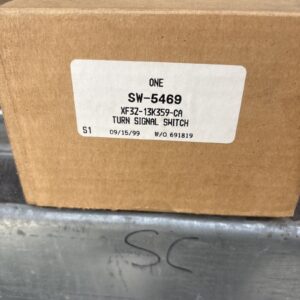 ONE
SW-5469
XF3Z-13K359-CA
TURN SIGNAL SWITCH
S1 09/15/99 W/O 691819
SC